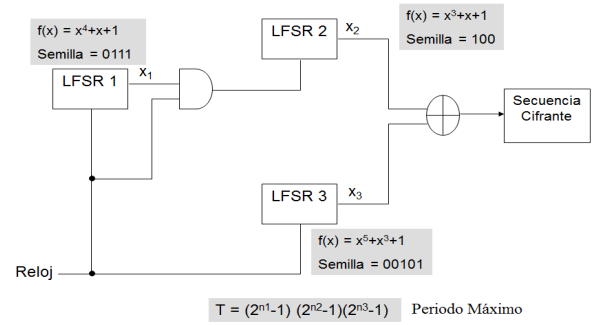 f(x) = x⁴+x+1
Semilla = 0111
LFSR 1
x₁
LFSR 2
x₂
f(x) = x³+x+1
Semilla = 100
Secuencia
Cifrante
LFSR 3
x₃
f(x) = x⁵+x³+1
Semilla = 00101
Reloj
T = (2ⁿ¹-1) (2ⁿ²-1)(2ⁿ³-1) Periodo Máximo